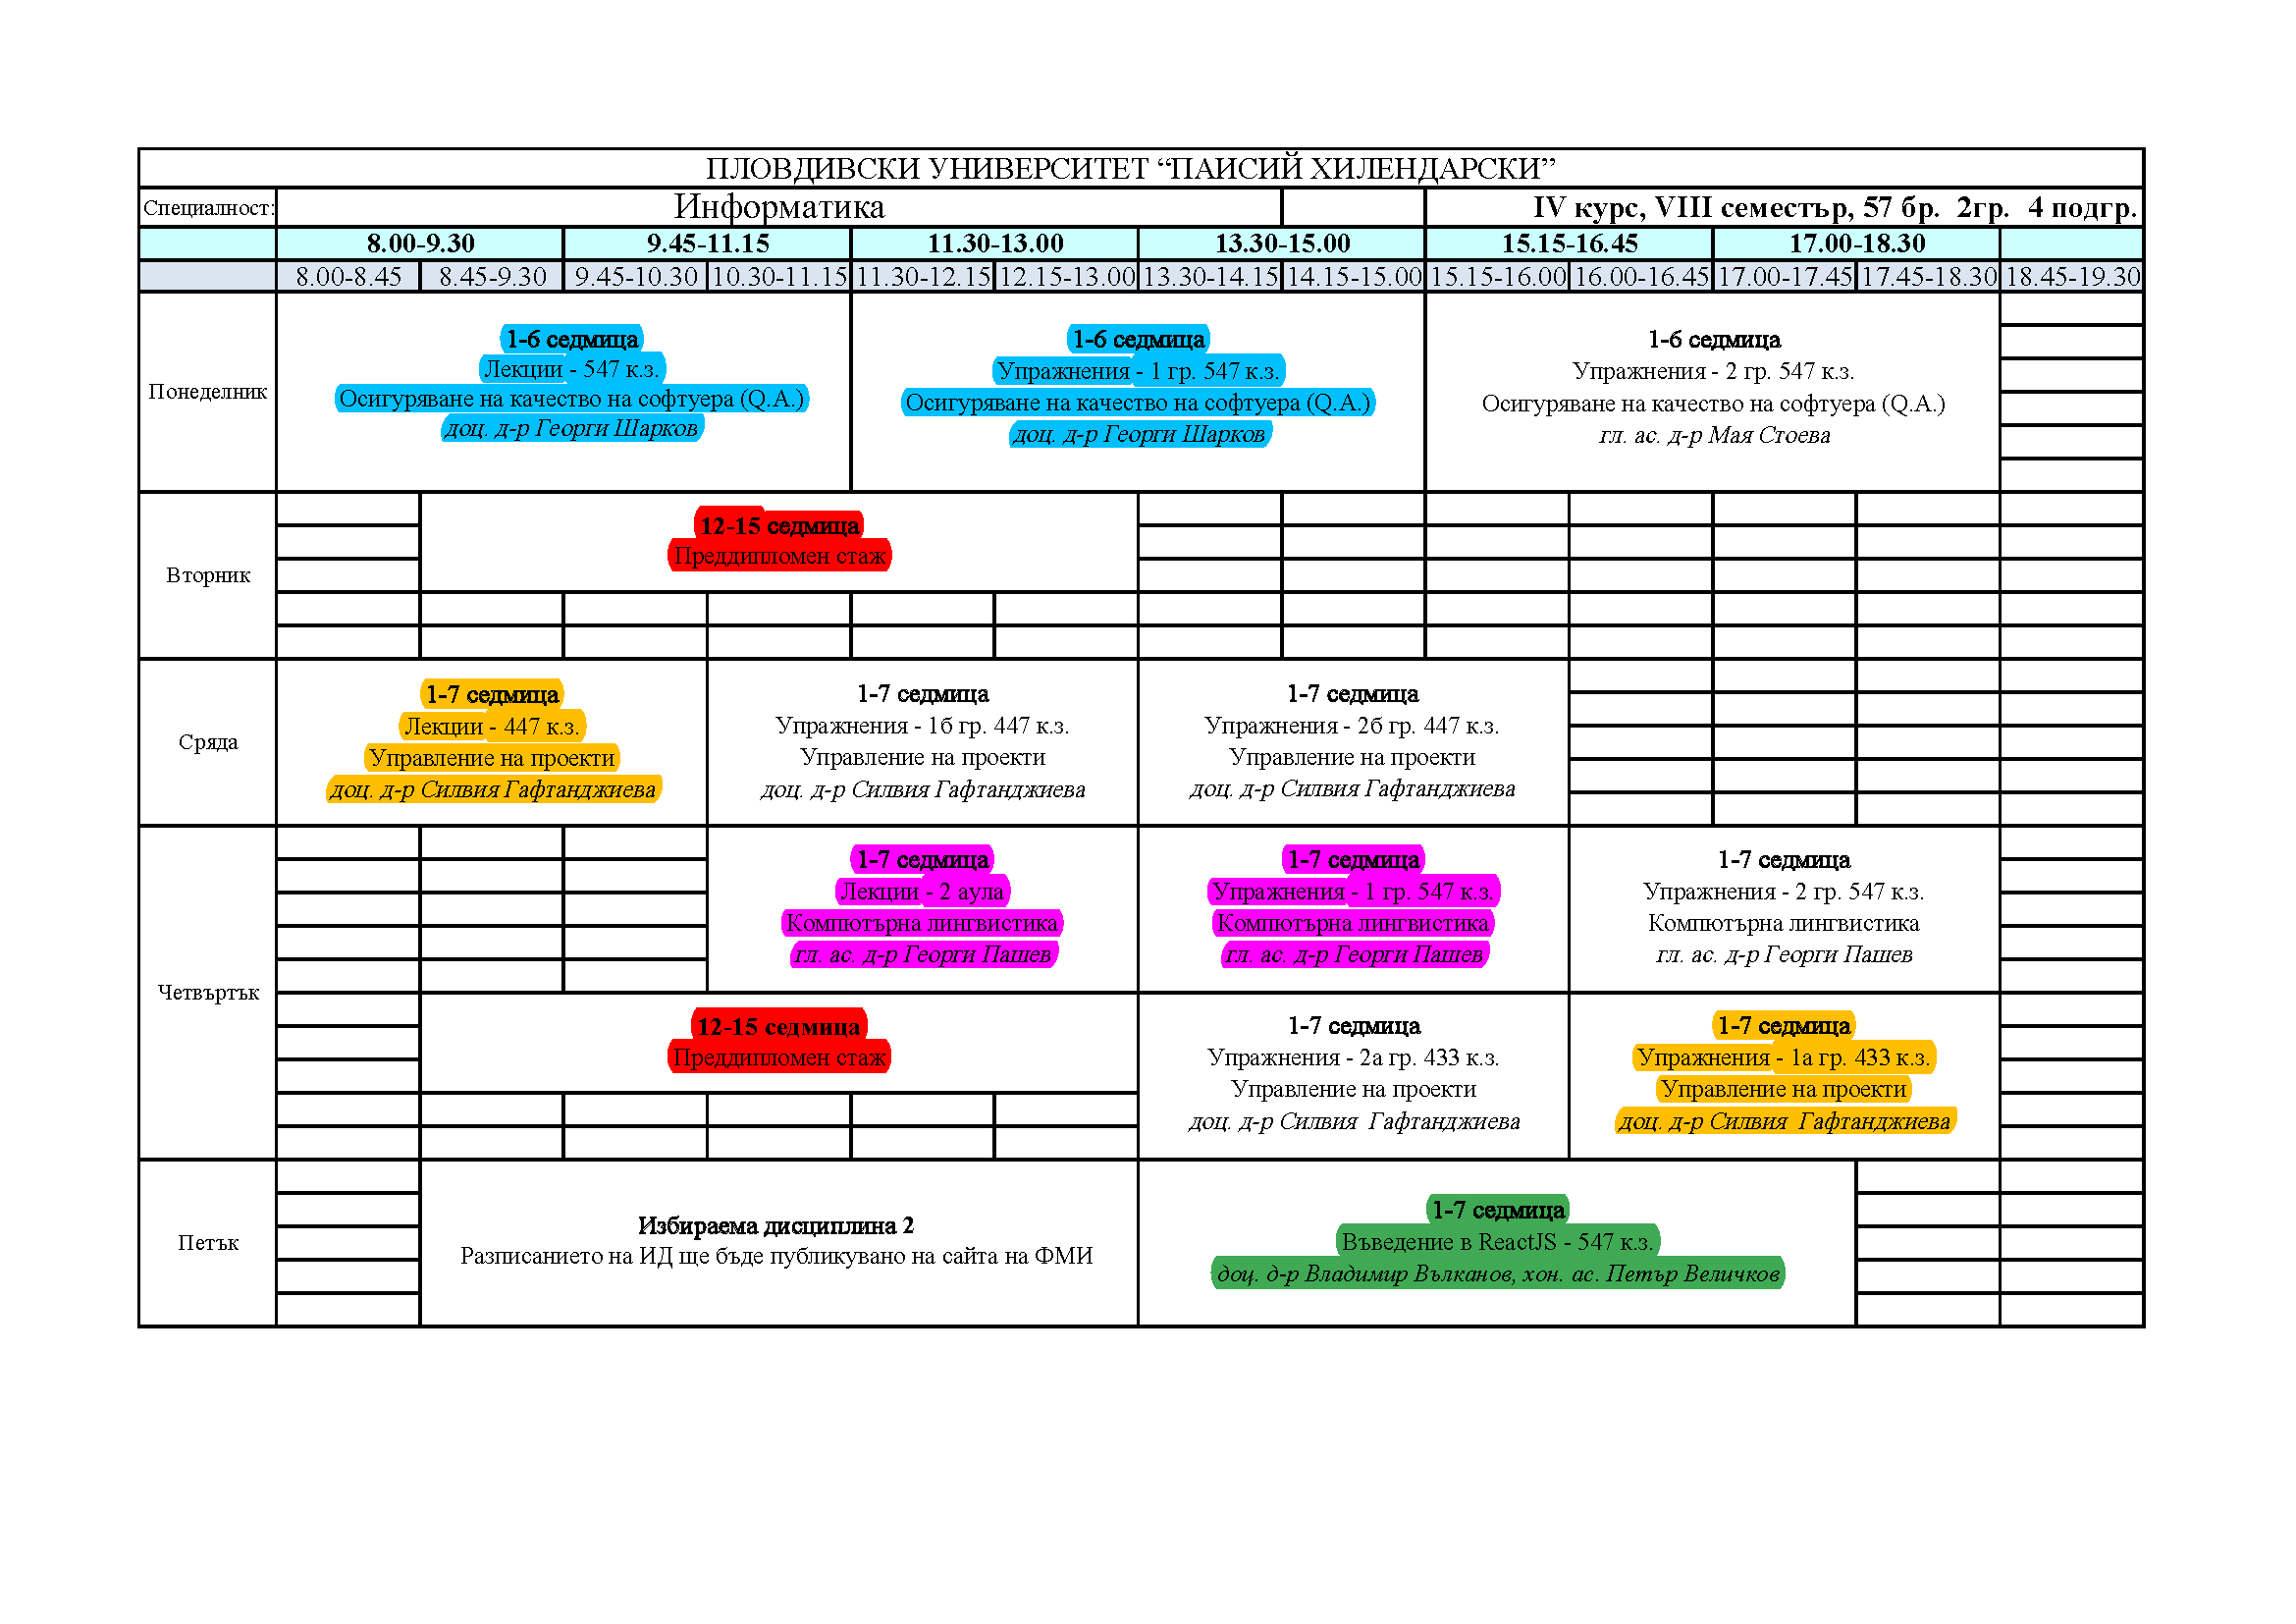 ПЛОВДИВСКИ УНИВЕРСИТЕТ “ПАИСИЙ ХИЛЕНДАРСКИ”
Специалност: Информатика IV курс, VIII семестър, 57 бр. 2гр. 4 подгр.
8.00-9.30 9.45-11.15 11.30-13.00 13.30-15.00 15.15-16.45 17.00-18.30
8.00-8.45 8.45-9.30 9.45-10.30 10.30-11.15 11.30-12.15 12.15-13.00 13.30-14.15 14.15-15.00 15.15-16.00 16.00-16.45 17.00-17.45 17.45-18.30 18.45-19.30
Понеделник
1-6 седмица
Лекции - 547 к.з.
Осигуряване на качество на софтуера (Q.A.)
доц. д-р Георги Шарков
1-6 седмица
Упражнения - 1 гр. 547 к.з.
Осигуряване на качество на софтуера (Q.A.)
доц. д-р Георги Шарков
1-6 седмица
Упражнения - 2 гр. 547 к.з.
Осигуряване на качество на софтуера (Q.A.)
гл. ас. д-р Мая Стоева
Вторник
12-15 седмица
Преддипломен стаж
Сряда
1-7 седмица
Лекции - 447 к.з.
Управление на проекти
доц. д-р Силвия Гафтанджиева
1-7 седмица
Упражнения - 1б гр. 447 к.з.
Управление на проекти
доц. д-р Силвия Гафтанджиева
1-7 седмица
Упражнения - 2б гр. 447 к.з.
Управление на проекти
доц. д-р Силвия Гафтанджиева
Четвъртък
1-7 седмица
Лекции - 2 аула
Компютърна лингвистика
гл. ас. д-р Георги Пашев
1-7 седмица
Упражнения - 1 гр. 547 к.з.
Компютърна лингвистика
гл. ас. д-р Георги Пашев
1-7 седмица
Упражнения - 2 гр. 547 к.з.
Компютърна лингвистика
гл. ас. д-р Георги Пашев
12-15 седмица
Преддипломен стаж
1-7 седмица
Упражнения - 2а гр. 433 к.з.
Управление на проекти
доц. д-р Силвия Гафтанджиева
1-7 седмица
Упражнения - 1а гр. 433 к.з.
Управление на проекти
доц. д-р Силвия Гафтанджиева
Петък
Избираема дисциплина 2
Разписанието на ИД ще бъде публикувано на сайта на ФМИ
1-7 седмица
Въведение в ReactJS - 547 к.з.
доц. д-р Владимир Вълканов, хон. ас. Петър Величков